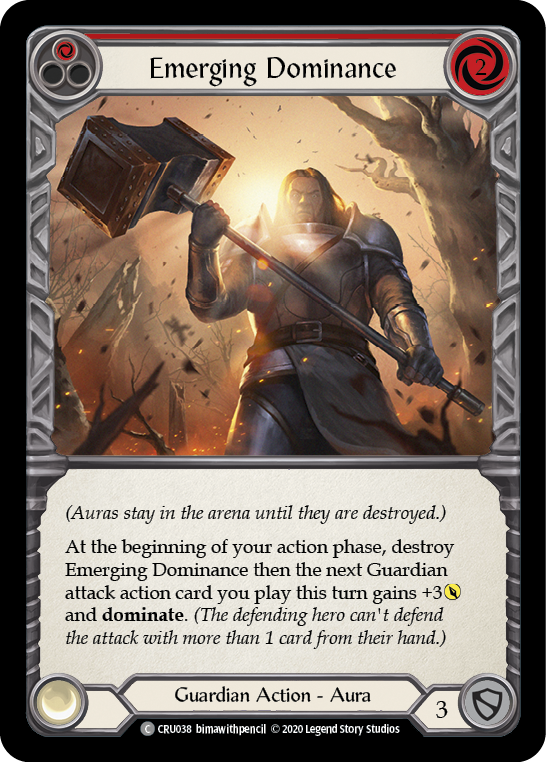 2
Emerging Dominance
(Auras stay in the arena until they are destroyed.)
At the beginning of your action phase, destroy
Emerging Dominance then the next Guardian
attack action card you play this turn gains +3
and dominate. (The defending hero can't defend
the attack with more than 1 card from their hand.)
Guardian Action - Aura
3
C CRU038 bimawithpencil © 2020 Legend Story Studios